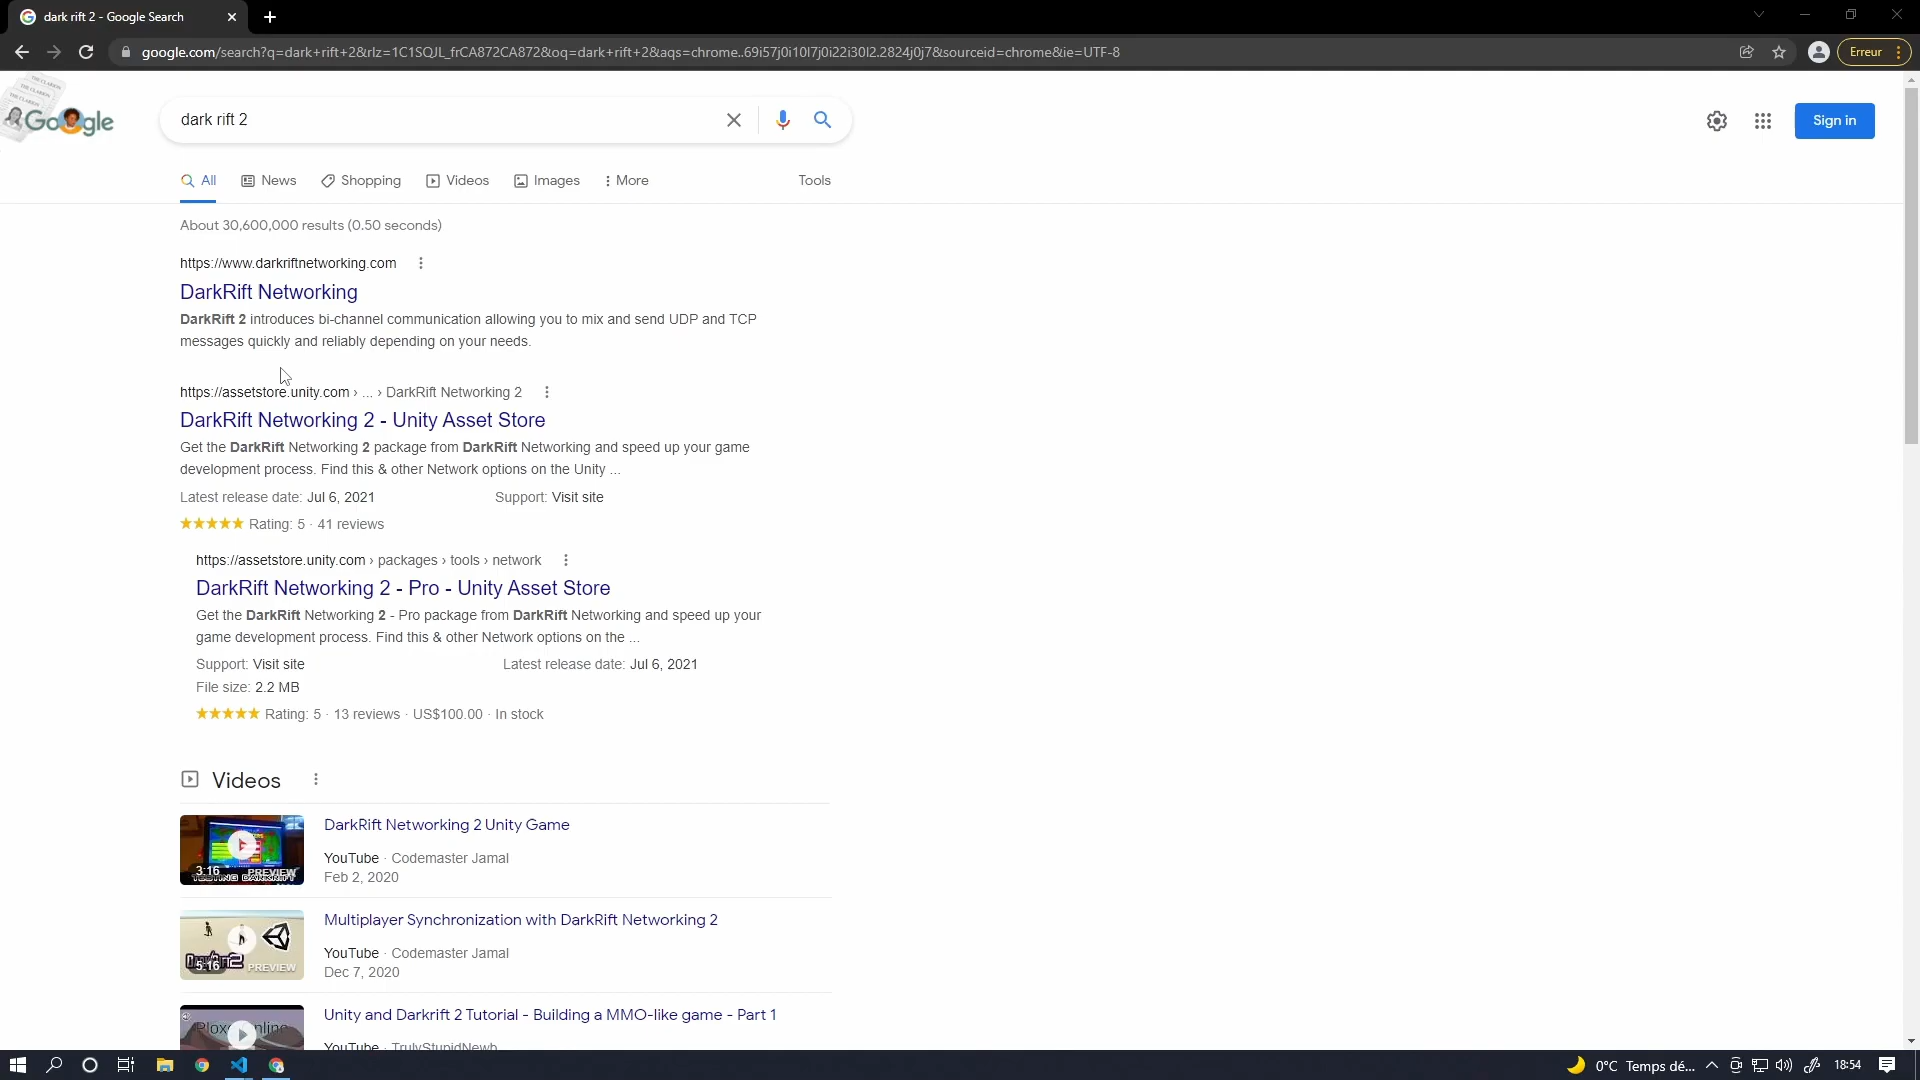 dark rift 2 - Google Search
google.com/search?q=dark+rift+2&rlz=1C1SQJL_frCA872CA872&oq=dark+rift+2&aqs=chrome..69i57j0i10l7j0i22i30l2.2824j0j7&sourceid=chrome&ie=UTF-8
Erreur
THE CLARION
THE CLARION
Google
dark rift 2
Sign in
All
News
Shopping
Videos
Images
More
Tools
About 30,600,000 results (0.50 seconds)
https://www.darkriftnetworking.com
DarkRift Networking
DarkRift 2 introduces bi-channel communication allowing you to mix and send UDP and TCP
messages quickly and reliably depending on your needs.
https://assetstore.unity.com › ... › DarkRift Networking 2
DarkRift Networking 2 - Unity Asset Store
Get the DarkRift Networking 2 package from DarkRift Networking and speed up your game
development process. Find this & other Network options on the Unity ...
Latest release date: Jul 6, 2021
Support: Visit site
Rating: 5 · 41 reviews
https://assetstore.unity.com › packages › tools › network
DarkRift Networking 2 - Pro - Unity Asset Store
Get the DarkRift Networking 2 - Pro package from DarkRift Networking and speed up your
game development process. Find this & other Network options on the ...
Support: Visit site
Latest release date: Jul 6, 2021
File size: 2.2 MB
Rating: 5 · 13 reviews · US$100.00 · In stock
Videos
3:16
PREVIEW
TESTING DARKRIFT
DarkRift Networking 2 Unity Game
YouTube · Codemaster Jamal
Feb 2, 2020
5:16
PREVIEW
Multiplayer Synchronization with DarkRift Networking 2
YouTube · Codemaster Jamal
Dec 7, 2020
Unity and Darkrift 2 Tutorial - Building a MMO-like game - Part 1
YouTube · TrulyStupidNewb
0°C Temps dé...
18:54